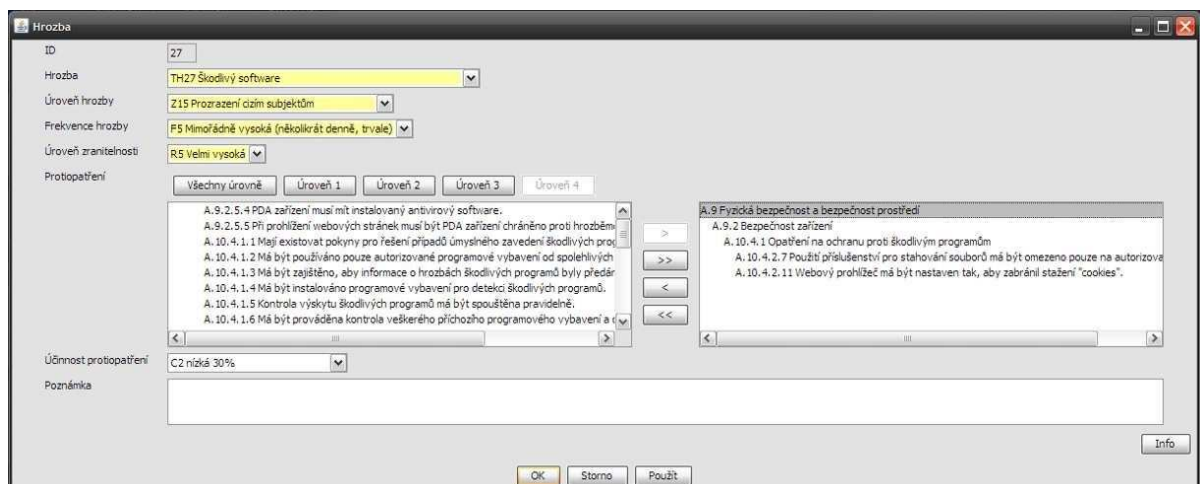 Hrozba
ID 27
Hrozba TH27 Škodlivý software
Úroveň hrozby Z15 Prozrazení cizím subjektům
Frekvence hrozby F5 Mimořádně vysoká (několikrát denně, trvale)
Úroveň zranitelnosti R5 Velmi vysoká
Protiopatření Všechny úrovně Úroveň 1 Úroveň 2 Úroveň 3 Úroveň 4
A.9.2.5.4 PDA zařízení musí mít instalovaný antivirový software.
A.9.2.5.5 Při prohlížení webových stránek musí být PDA zařízení chráněno proti hrozběm
A.10.4.1.1 Mají existovat pokyny pro řešení případů úmyslného zavedení škodlivých prog
A.10.4.1.2 Má být používáno pouze autorizované programové vybavení od spolehlivých
A.10.4.1.3 Má být zajištěno, aby informace o hrozbách škodlivých programů byly předár
A.10.4.1.4 Má být instalováno programové vybavení pro detekci škodlivých programů.
A.10.4.1.5 Kontrola výskytu škodlivých programů má být spouštěna pravidelně.
A.10.4.1.6 Má být prováděna kontrola veškerého příchozího programového vybavení a d
>
>>
<
<<
A.9 Fyzická bezpečnost a bezpečnost prostředí
A.9.2 Bezpečnost zařízení
A.10.4.1 Opatření na ochranu proti škodlivým programům
A.10.4.2.7 Použití příslušenství pro stahování souborů má být omezeno pouze na autorizova
A.10.4.2.11 Webový prohlížeč má být nastaven tak, aby zabránil stažení "cookies".
Účinnost protiopatření C2 nízká 30%
Poznámka
Info
OK Storno Použít